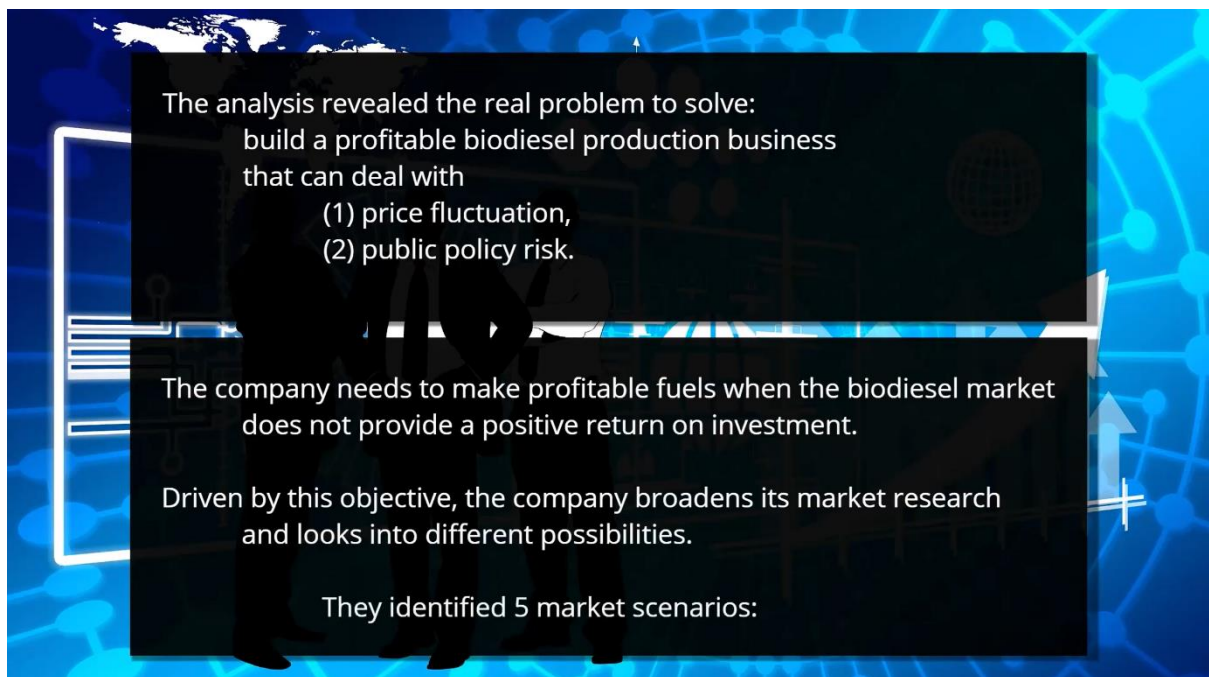 The analysis revealed the real problem to solve:
build a profitable biodiesel production business
that can deal with
(1) price fluctuation,
(2) public policy risk.
The company needs to make profitable fuels when the biodiesel market
does not provide a positive return on investment.
Driven by this objective, the company broadens its market research
and looks into different possibilities.
They identified 5 market scenarios: